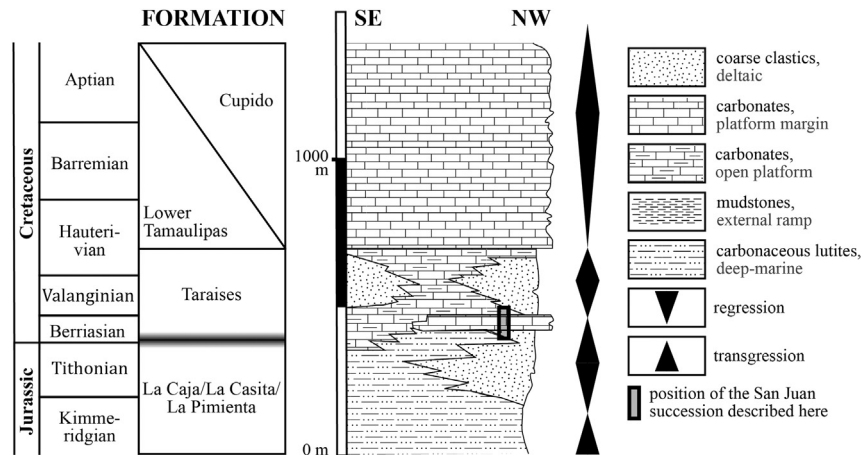 FORMATION
SE
NW
Cretaceous
Jurassic
Aptian
Barremian
Hauteri-
vian
Valanginian
Berriasian
Tithonian
Kimme-
ridgian
Cupido
Lower
Tamaulipas
Taraises
La Caja/La Casita/
La Pimienta
1000
m
0 m
coarse clastics,
deltaic
carbonates,
platform margin
carbonates,
open platform
mudstones,
external ramp
carbonaceous lutites,
deep-marine
regression
transgression
position of the San Juan
succession described here